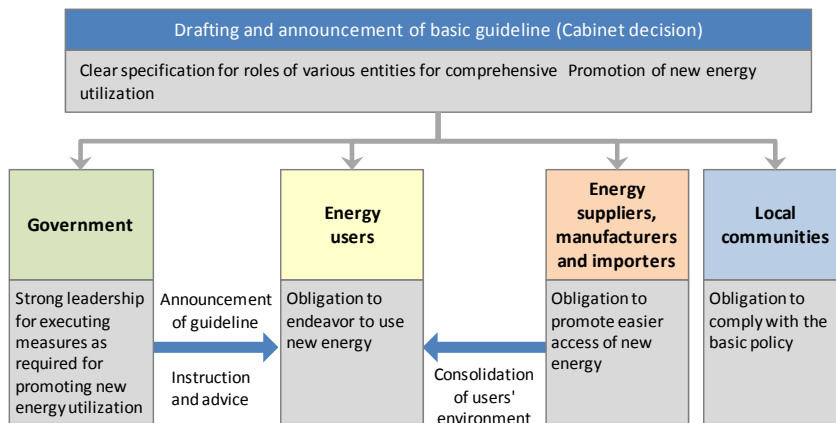 Drafting and announcement of basic guideline (Cabinet decision)
Clear specification for roles of various entities for comprehensive Promotion of new energy
utilization
Government
Energy
users
Energy
suppliers,
manufacturers
and importers
Local
communities
Strong leadership
for executing
measures as
required for
promoting new
energy utilization
Announcement
of guideline
Instruction
and advice
Obligation to
endeavor to use
new energy
Consolidation
of users'
environment
Obligation to
promote easier
access of new
energy
Obligation to
comply with the
basic policy